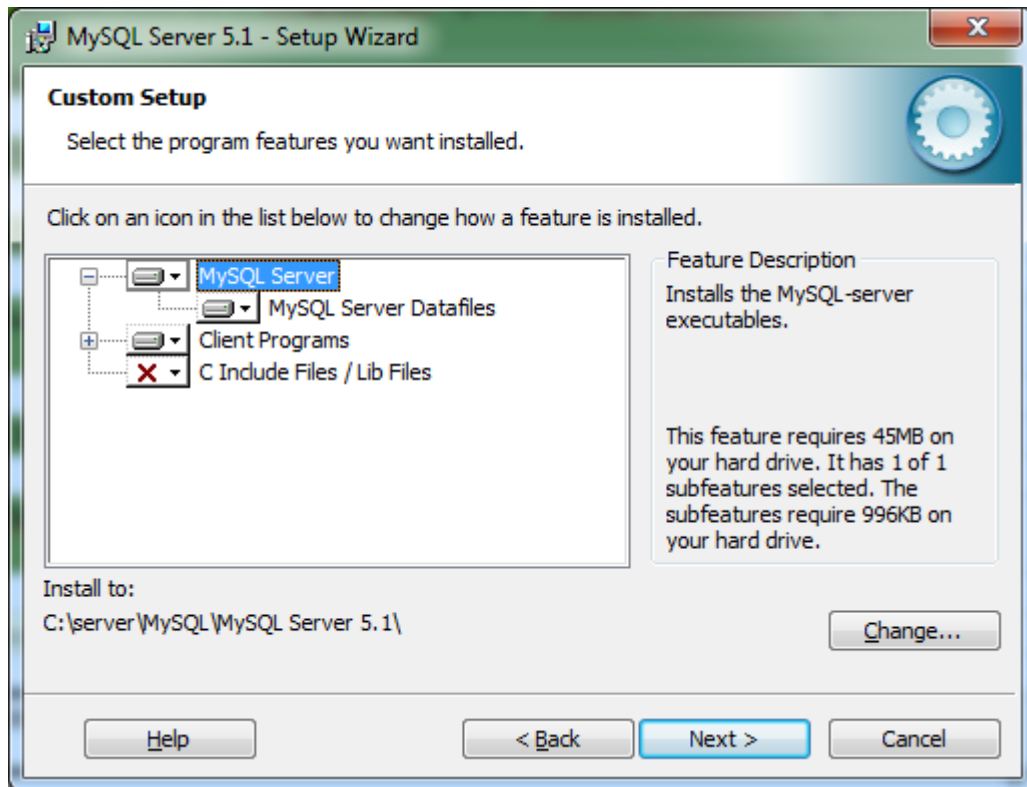 MySQL Server 5.1 - Setup Wizard
Custom Setup
Select the program features you want installed.
Click on an icon in the list below to change how a feature is installed.
MySQL Server
MySQL Server Datafiles
Client Programs
C Include Files / Lib Files
Feature Description
Installs the MySQL-server
executables.
This feature requires 45MB on
your hard drive. It has 1 of 1
subfeatures selected. The
subfeatures require 996KB on
your hard drive.
Install to:
C:\server\MySQL\MySQL Server 5.1\
Change...
Help
< Back
Next >
Cancel